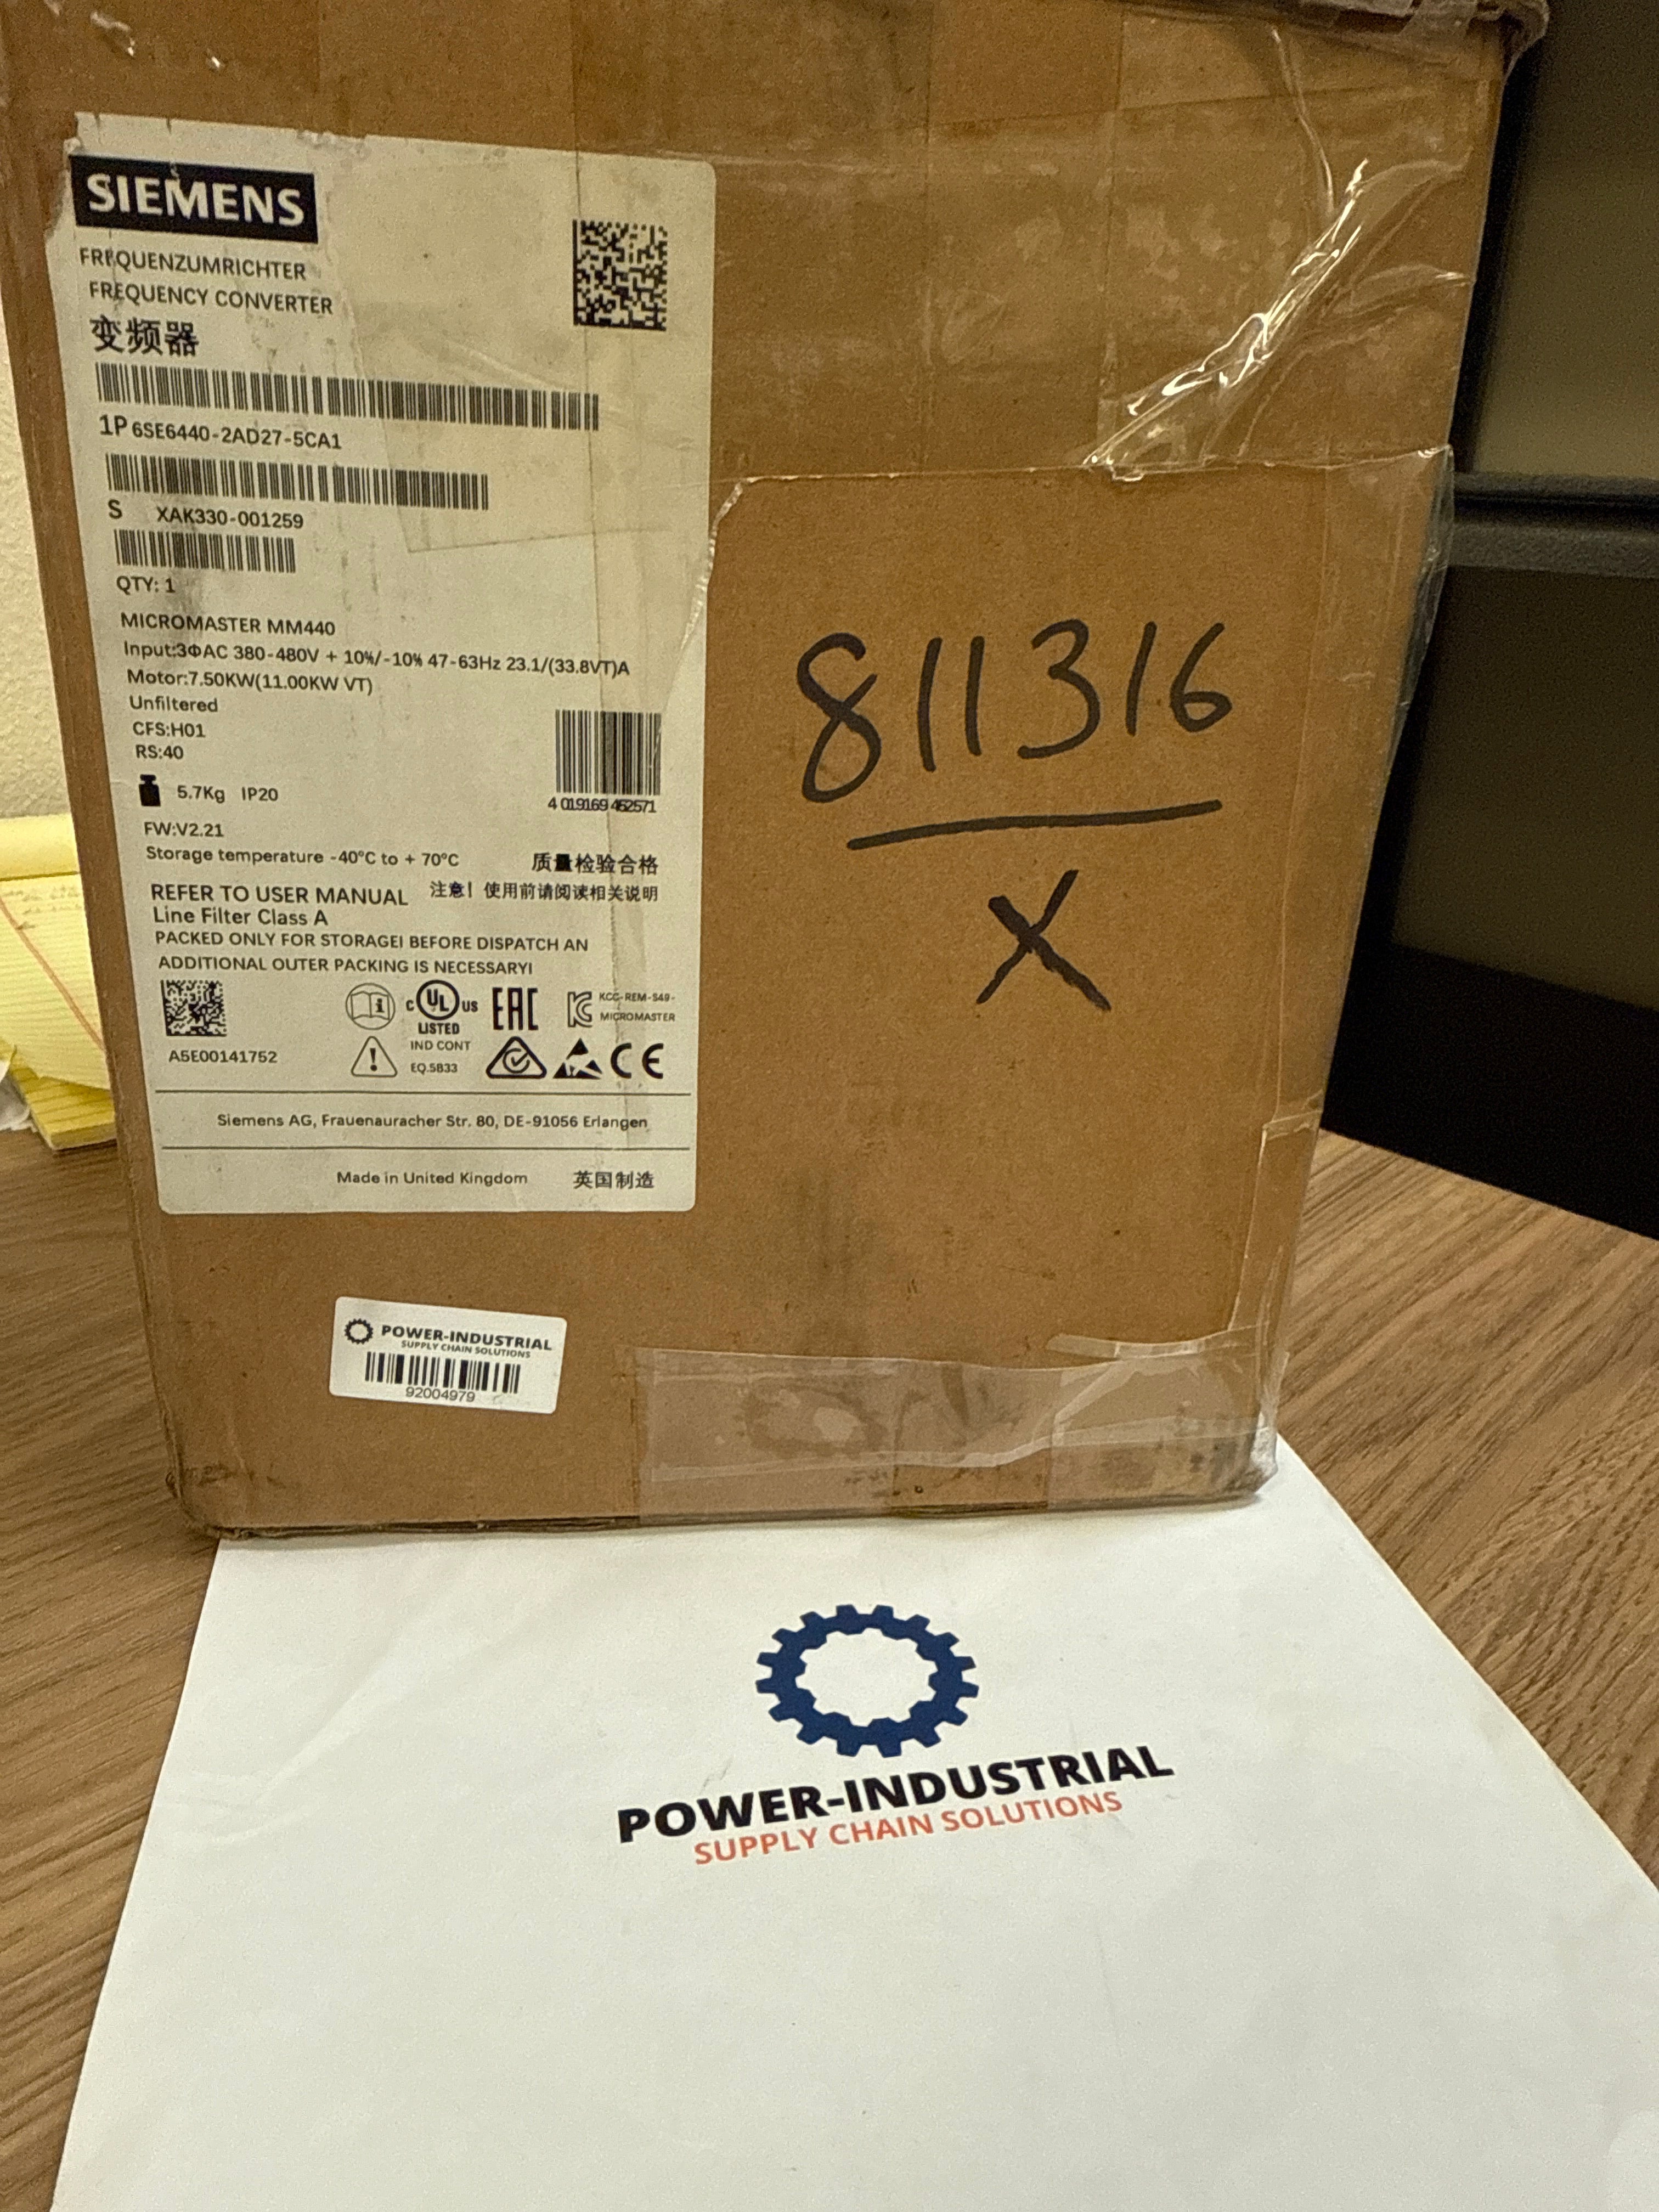 SIEMENS
FREQUENZUMRICHTER
FREQUENCY CONVERTER
变频器
1P 6SE6440-2AD27-5CA1
S XAK330-001259
QTY: 1
MICROMASTER MM440
Input:3ΦAC 380-480V + 10%/-10% 47-63Hz 23.1/(33.8VT)A
Motor:7.50KW(11.00KW VT)
Unfiltered
CFS:H01
RS:40
5.7Kg IP20
4 019169 462571
FW:V2.21
Storage temperature -40°C to + 70°C
质量检验合格
REFER TO USER MANUAL
注意! 使用前请阅读相关说明
Line Filter Class A
PACKED ONLY FOR STORAGE! BEFORE DISPATCH AN
ADDITIONAL OUTER PACKING IS NECESSARY!
C UL US
LISTED
IND CONT
EQ.5833
EAC
KCC-REM-S49-
MICROMASTER
A5E00141752
CE
Siemens AG, Frauenauracher Str. 80, DE-91056 Erlangen
Made in United Kingdom 英国制造
811316
X
POWER-INDUSTRIAL
SUPPLY CHAIN SOLUTIONS
92004979
POWER-INDUSTRIAL
SUPPLY CHAIN SOLUTIONS